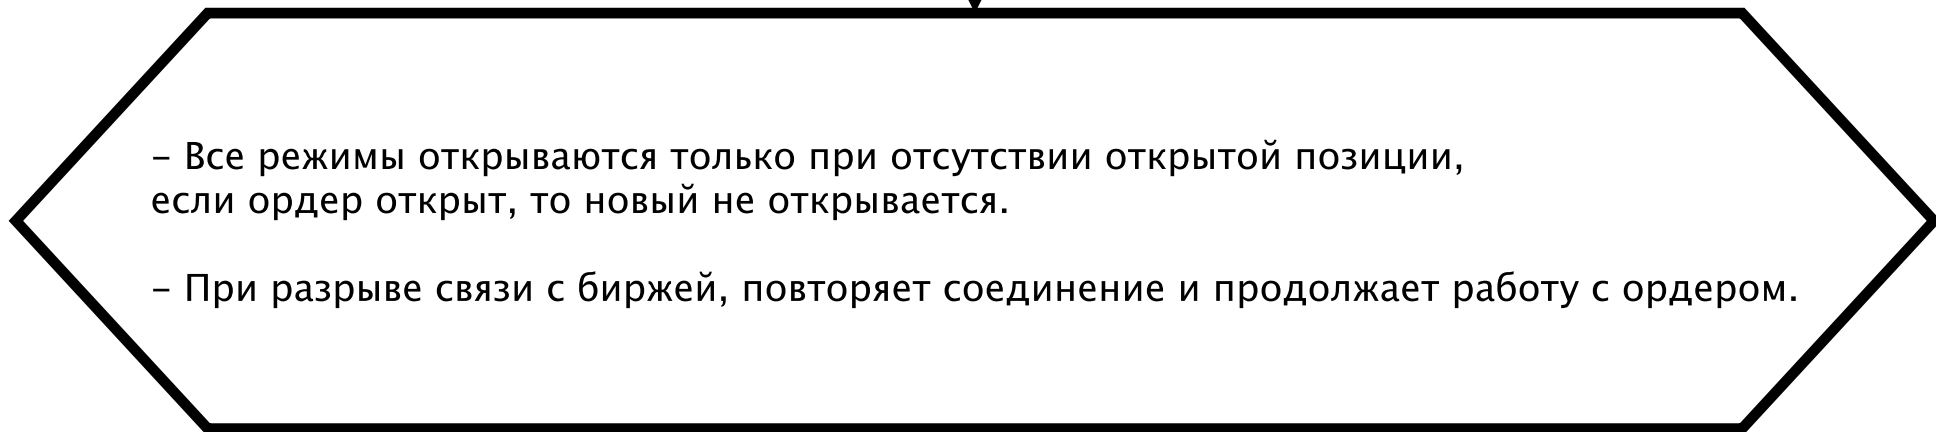 – Все режимы открываются только при отсутствии открытой позиции,
если ордер открыт, то новый не открывается.
– При разрыве связи с биржей, повторяет соединение и продолжает работу с ордером.